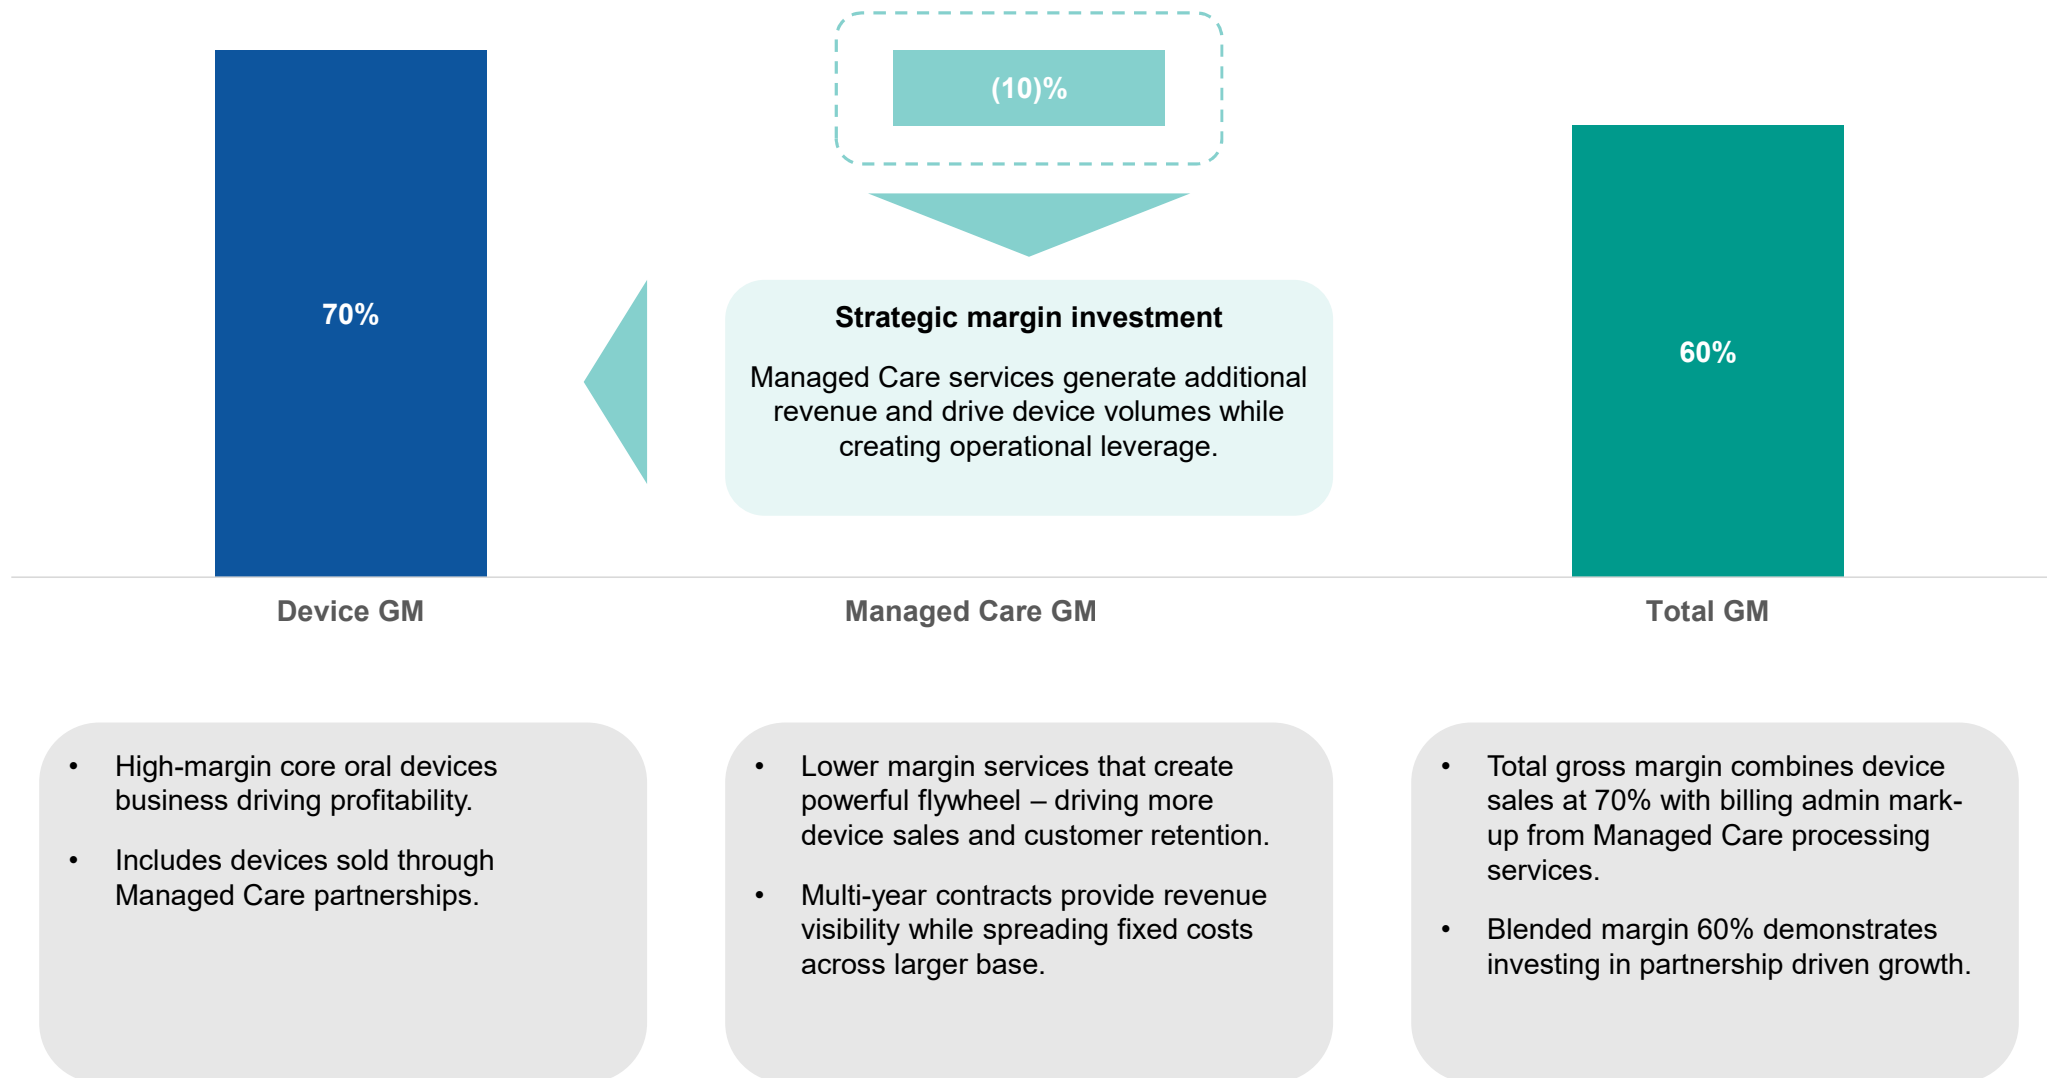 (10)%
70%
60%
Strategic margin investment
Managed Care services generate additional
revenue and drive device volumes while
creating operational leverage.
Device GM
Managed Care GM
Total GM
• High-margin core oral devices
business driving profitability.
• Includes devices sold through
Managed Care partnerships.
• Lower margin services that create
powerful flywheel – driving more
device sales and customer retention.
• Multi-year contracts provide revenue
visibility while spreading fixed costs
across larger base.
• Total gross margin combines device
sales at 70% with billing admin mark-
up from Managed Care processing
services.
• Blended margin 60% demonstrates
investing in partnership driven growth.